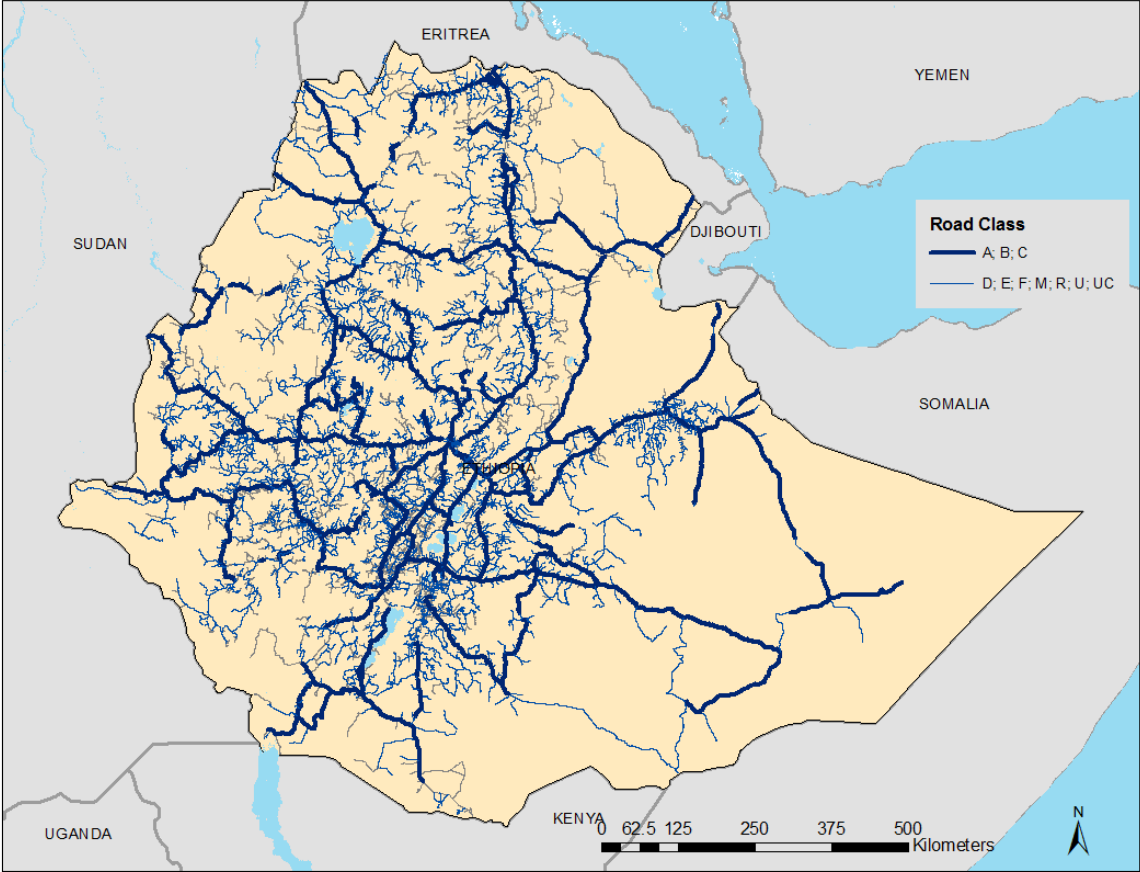 ERITREA
YEMEN
SUDAN
DJIBOUTI
Road Class
A; B; C
D; E; F; M; R; U; UC
SOMALIA
ETHIOPIA
UGANDA
KENYA
N
0 62.5 125 250 375 500
Kilometers